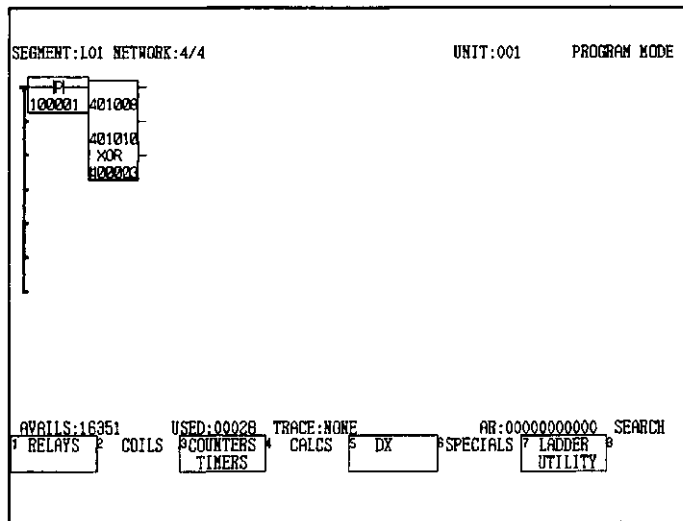 SEGMENT:L01 NETWORK:4/4 UNIT:001 PROGRAM MODE
P
100001 401008
401010
XOR
#00003
AVAILS:16351 USED:00028 TRACE:NONE AR:00000000000 SEARCH
1 RELAYS 2 COILS 3 COUNTERS 4 CALCS 5 DX 6 SPECIALS 7 LADDER 8
TIMERS UTILITY